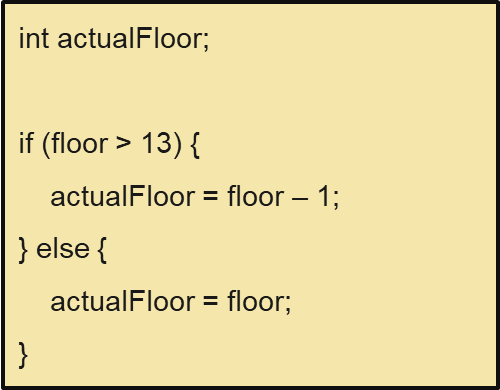 int actualFloor;
if (floor > 13) {
actualFloor = floor – 1;
} else {
actualFloor = floor;
}